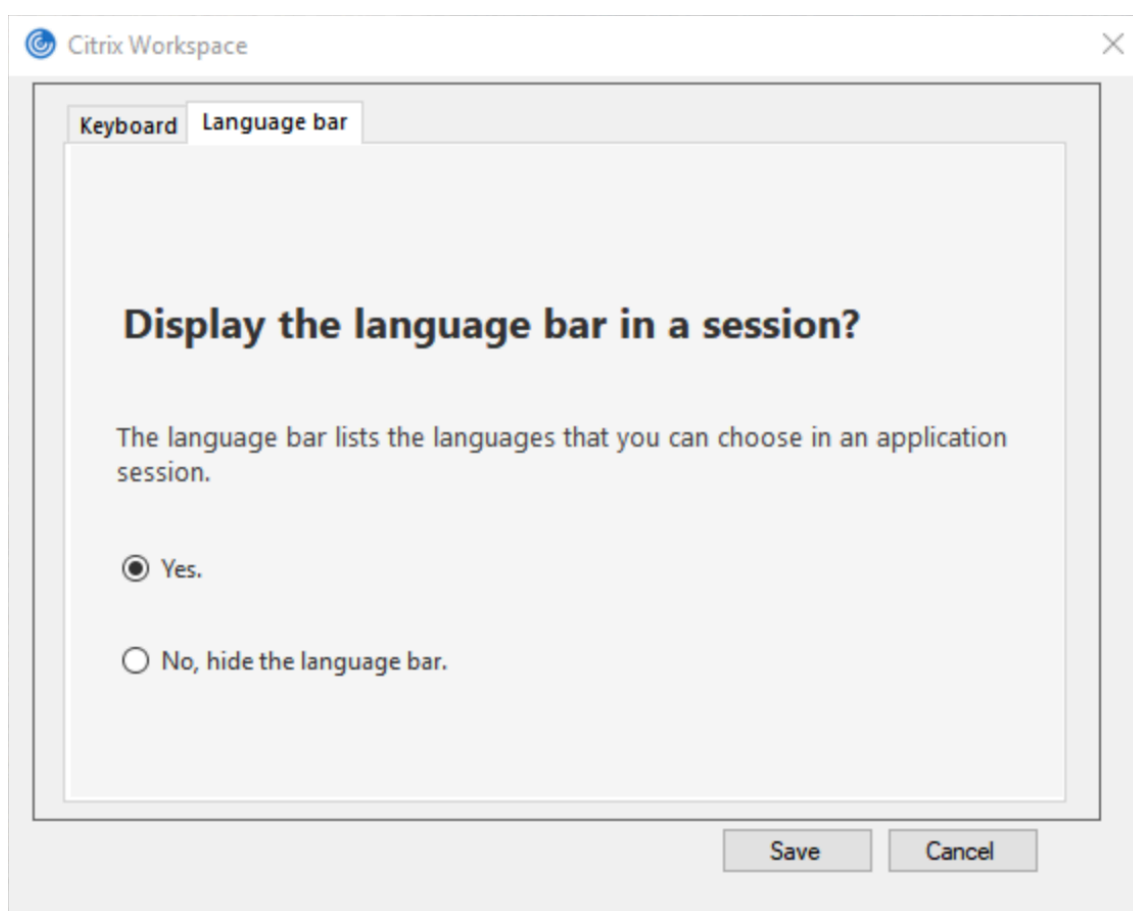 Citrix Workspace
Keyboard Language bar
Display the language bar in a session?
The language bar lists the languages that you can choose in an application
session.
Yes.
No, hide the language bar.
Save Cancel